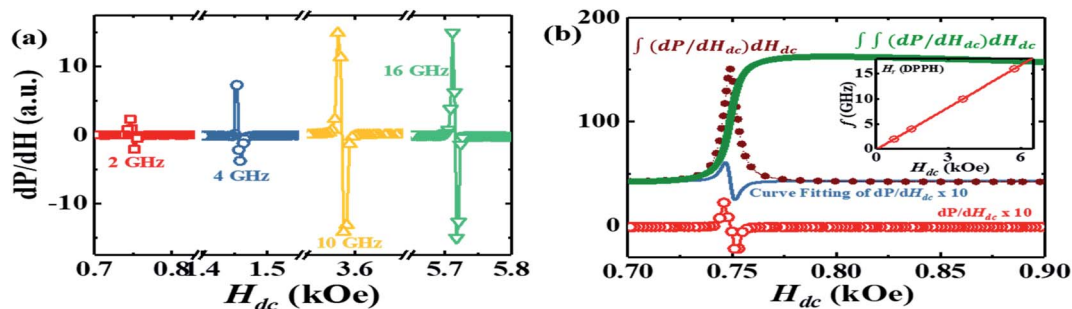 (a)
dP/dH (a.u.)
10
0
-10
2 GHz
4 GHz
10 GHz
16 GHz
0.7 0.8 1.4 1.5 3.6 5.7 5.8
H_dc (kOe)
(b)
200
100
0
∫ (dP/dH_dc)dH_dc
∫ ∫ (dP/dH_dc)dH_dc
H_r (DPPH)
f (GHz)
15
10
5
0
0 2 4 6
H_dc (kOe)
Curve Fitting of dP/dH_dc x 10
dP/dH_dc x 10
0.70 0.75 0.80 0.85 0.90
H_dc (kOe)